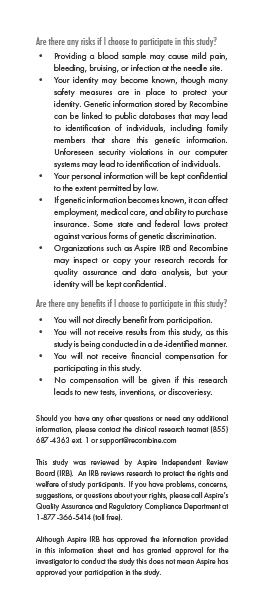 Are there any risks if I choose to participate in this study?
• Providing a blood sample may cause mild pain,
bleeding, bruising, or infection at the needle site.
• Your identity may become known, though many
safety measures are in place to protect your
identity. Genetic information stored by Recombine
can be linked to public databases that may lead
to identification of individuals, including family
members that share this genetic information.
Unforeseen security violations in our computer
systems may lead to identification of individuals.
• Your personal information will be kept confidential
to the extent permitted by law.
• If genetic information becomes known, it can affect
employment, medical care, and ability to purchase
insurance. Some state and federal laws protect
against various forms of genetic discrimination.
• Organizations such as Aspire IRB and Recombine
may inspect or copy your research records for
quality assurance and data analysis, but your
identity will be kept confidential.
Are there any benefits if I choose to participate in this study?
• You will not directly benefit from participation.
• You will not receive results from this study, as this
study is being conducted in a de-identified manner.
• You will not receive financial compensation for
participating in this study.
• No compensation will be given if this research
leads to new tests, inventions, or discoveriesy.
Should you have any other questions or need any additional
information, please contact the clinical research teamat (855)
687-4363 ext. 1 or support@recombine.com
This study was reviewed by Aspire Independent Review
Board (IRB). An IRB reviews research to protect the rights and
welfare of study participants. If you have problems, concerns,
suggestions, or questions about your rights, please call Aspire's
Quality Assurance and Regulatory Compliance Department at
1-877-366-5414 (toll free).
Although Aspire IRB has approved the information provided
in this information sheet and has granted approval for the
investigator to conduct the study this does not mean Aspire has
approved your participation in the study.